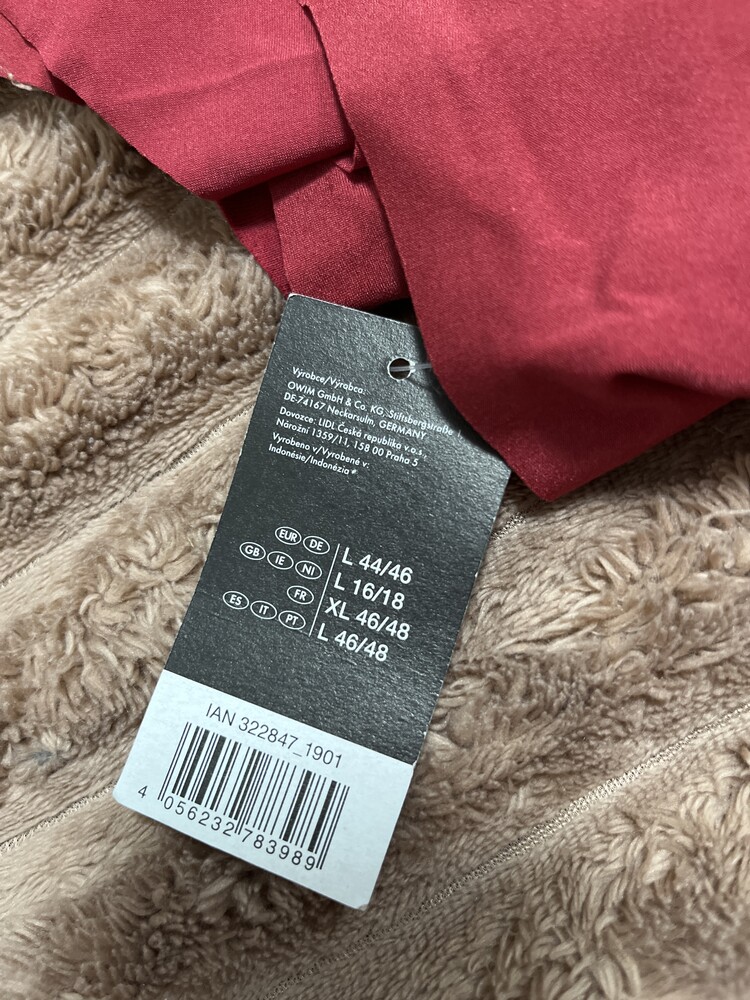 Výrobce/Výrobca:
OWIM GmbH & Co. KG, Stiftsbergstraße 1,
DE-74167 Neckarsulm, GERMANY
Dovozce: LIDL Česká republika v.o.s.,
Nárožní 1359/11, 158 00 Praha 5
Vyrobeno v/Vyrobené v:
Indonésie/Indonézia
EUR DE L 44/46
GB IE NI L 16/18
FR XL 46/48
ES IT PT L 46/48
IAN 322847_1901
4 056232 783989